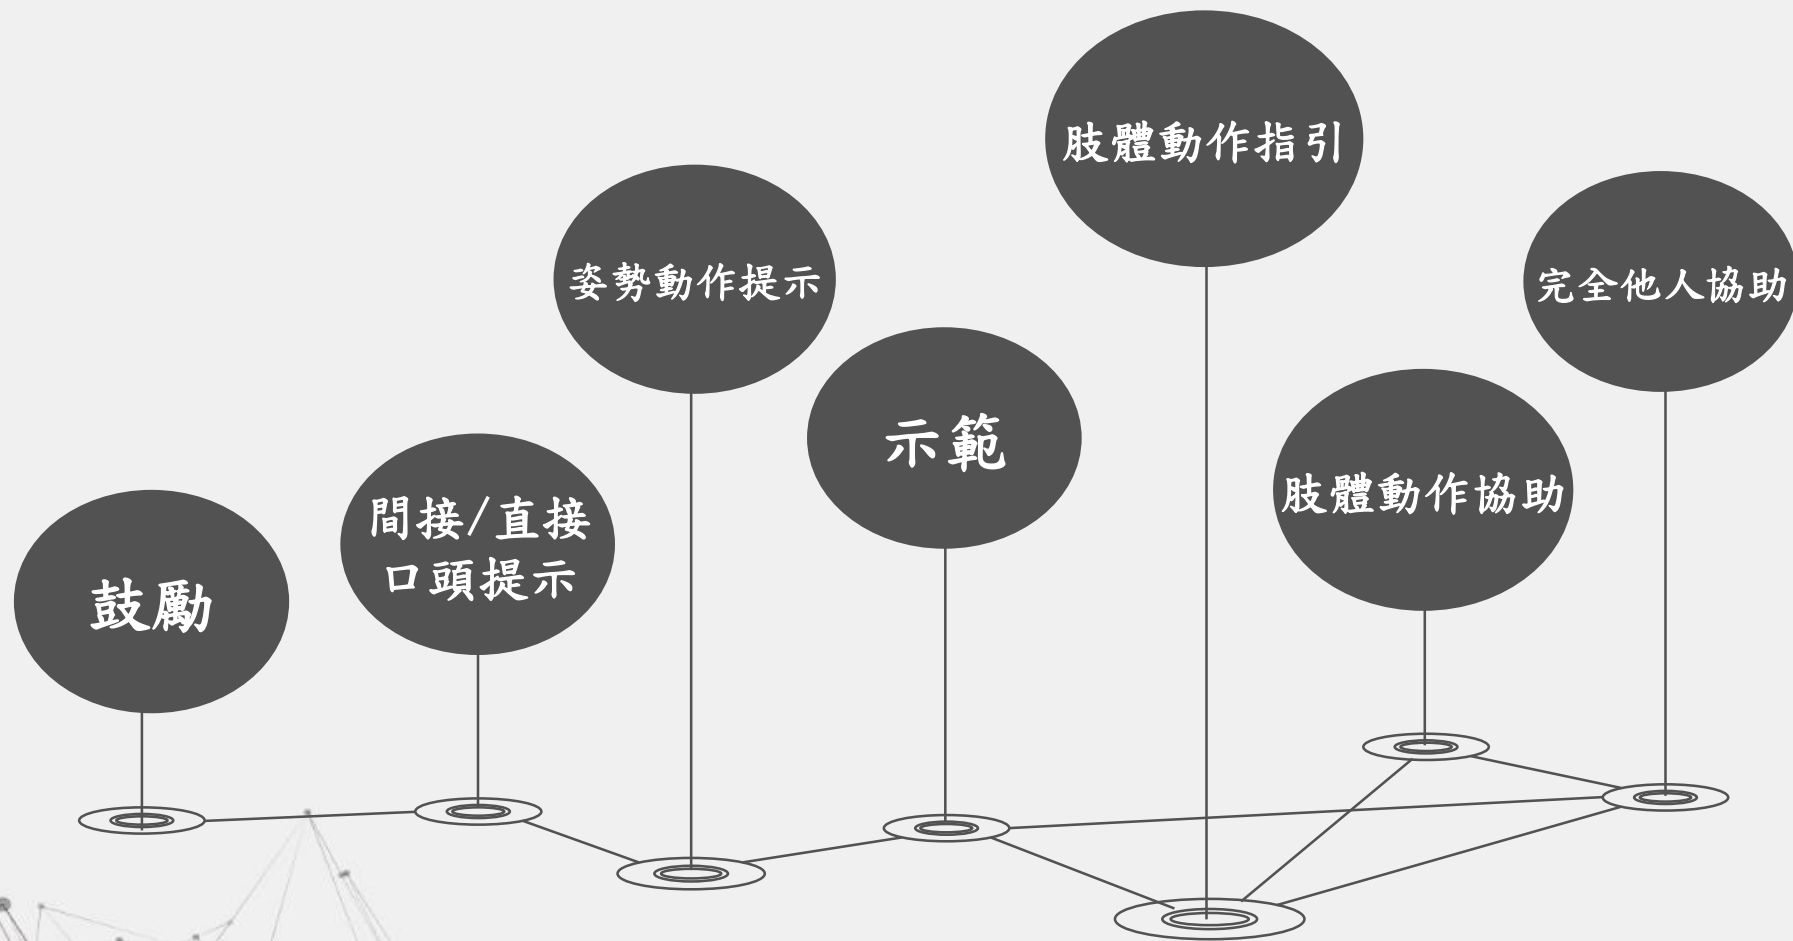 鼓勵
間接/直接
口頭提示
姿勢動作提示
示範
肢體動作指引
肢體動作協助
完全他人協助